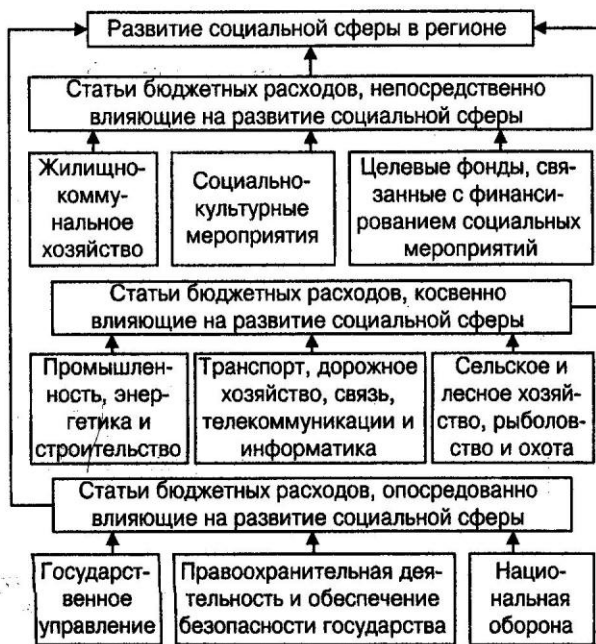 Развитие социальной сферы в регионе
Статьи бюджетных расходов, непосредственно
влияющие на развитие социальной сферы
Жилищно-
комму-
нальное
хозяйство
Социально-
культурные
мероприятия
Целевые фонды, свя-
занные с финанси-
рованием социальных
мероприятий
Статьи бюджетных расходов, косвенно
влияющие на развитие социальной сферы
Промышлен-
ность, энер-
гетика и
строительство
Транспорт, дорожное
хозяйство, связь,
телекоммуникации и
информатика
Сельское и
лесное хозяй-
ство, рыболов-
ство и охота
Статьи бюджетных расходов, опосредованно
влияющие на развитие социальной сферы
Государст-
венное
управление
Правоохранительная дея-
тельность и обеспечение
безопасности государства
Нацио-
нальная
оборона